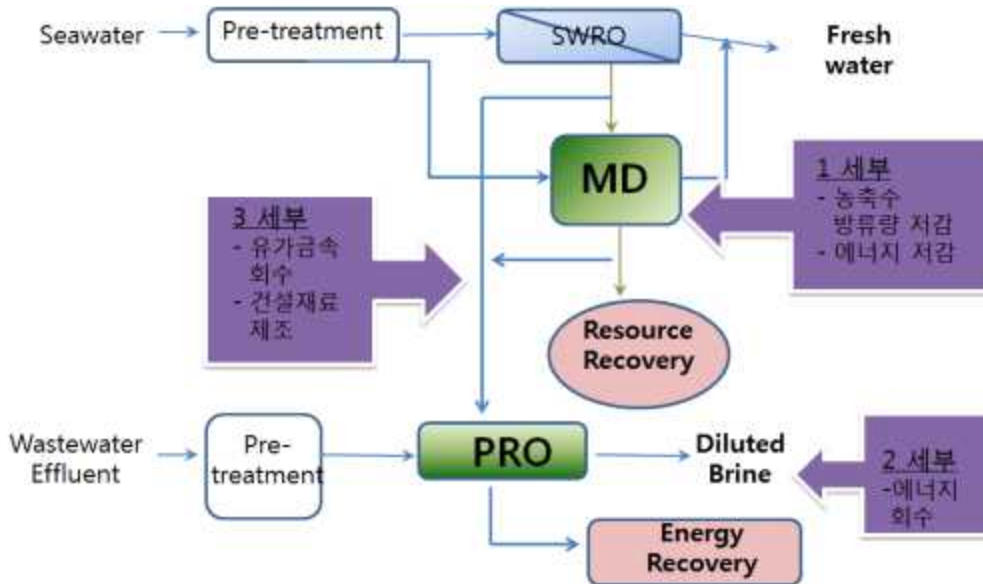 Seawater
Pre-treatment
SWRO
Fresh
water
MD
1 세부
- 농축수
방류량 저감
- 에너지 저감
3 세부
- 유가금속
회수
- 건설재료
제조
Resource
Recovery
Wastewater
Effluent
Pre-
treatment
PRO
Diluted
Brine
2 세부
-에너지
회수
Energy
Recovery